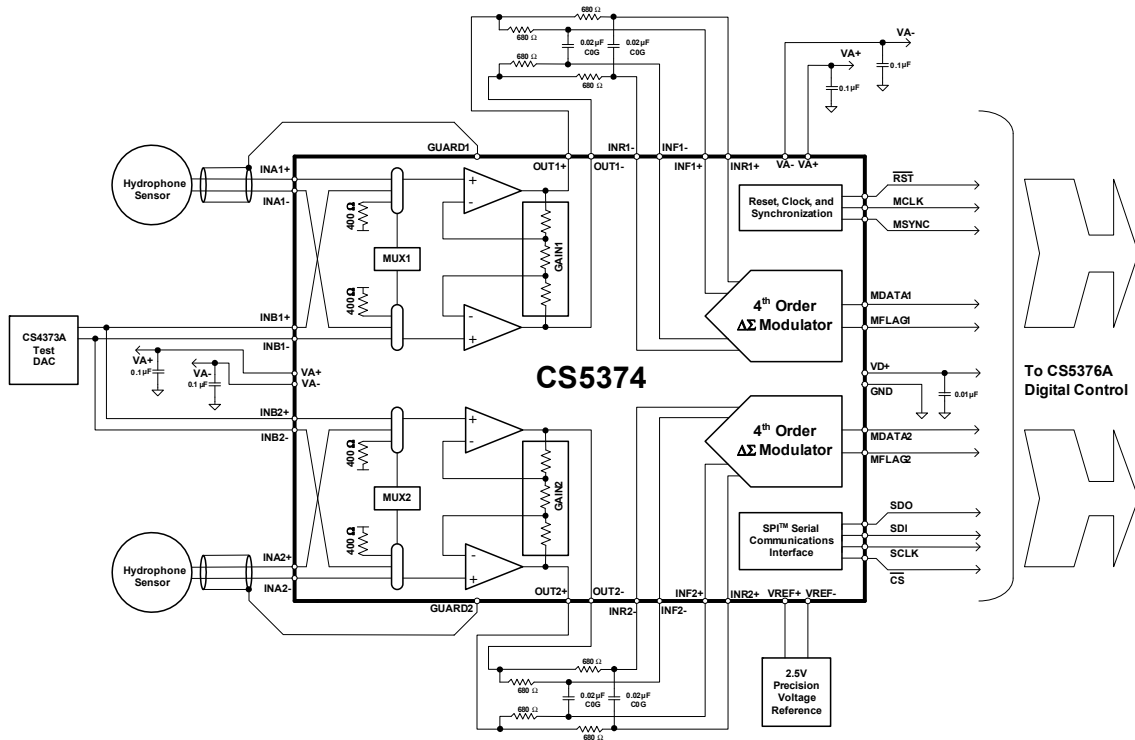 680 Ω
680 Ω
0.02µF
C0G
0.02µF
C0G
680 Ω
680 Ω
VA-
0.1µF
VA+
0.1µF
GUARD1
OUT1+
OUT1-
INR1-
INF1-
INF1+
INR1+
VA-
VA+
Hydrophone
Sensor
INA1+
INA1-
400 Ω
MUX1
400 Ω
+
-
-
+
GAIN1
Reset, Clock, and
Synchronization
RST
MCLK
MSYNC
4th Order
ΔΣ Modulator
MDATA1
MFLAG1
CS4373A
Test
DAC
INB1+
INB1-
VA+
0.1µF
VA-
0.1 µF
VA+
VA-
CS5374
VD+
GND
0.01µF
To CS5376A
Digital Control
INB2+
INB2-
400 Ω
MUX2
400 Ω
+
-
-
+
GAIN2
4th Order
ΔΣ Modulator
MDATA2
MFLAG2
SPI™ Serial
Communications
Interface
SDO
SDI
SCLK
CS
Hydrophone
Sensor
INA2+
INA2-
GUARD2
OUT2+
OUT2-
INR2-
INF2-
INF2+
INR2+
VREF+
VREF-
680 Ω
680 Ω
0.02µF
C0G
0.02µF
C0G
680 Ω
680 Ω
2.5V
Precision
Voltage
Reference